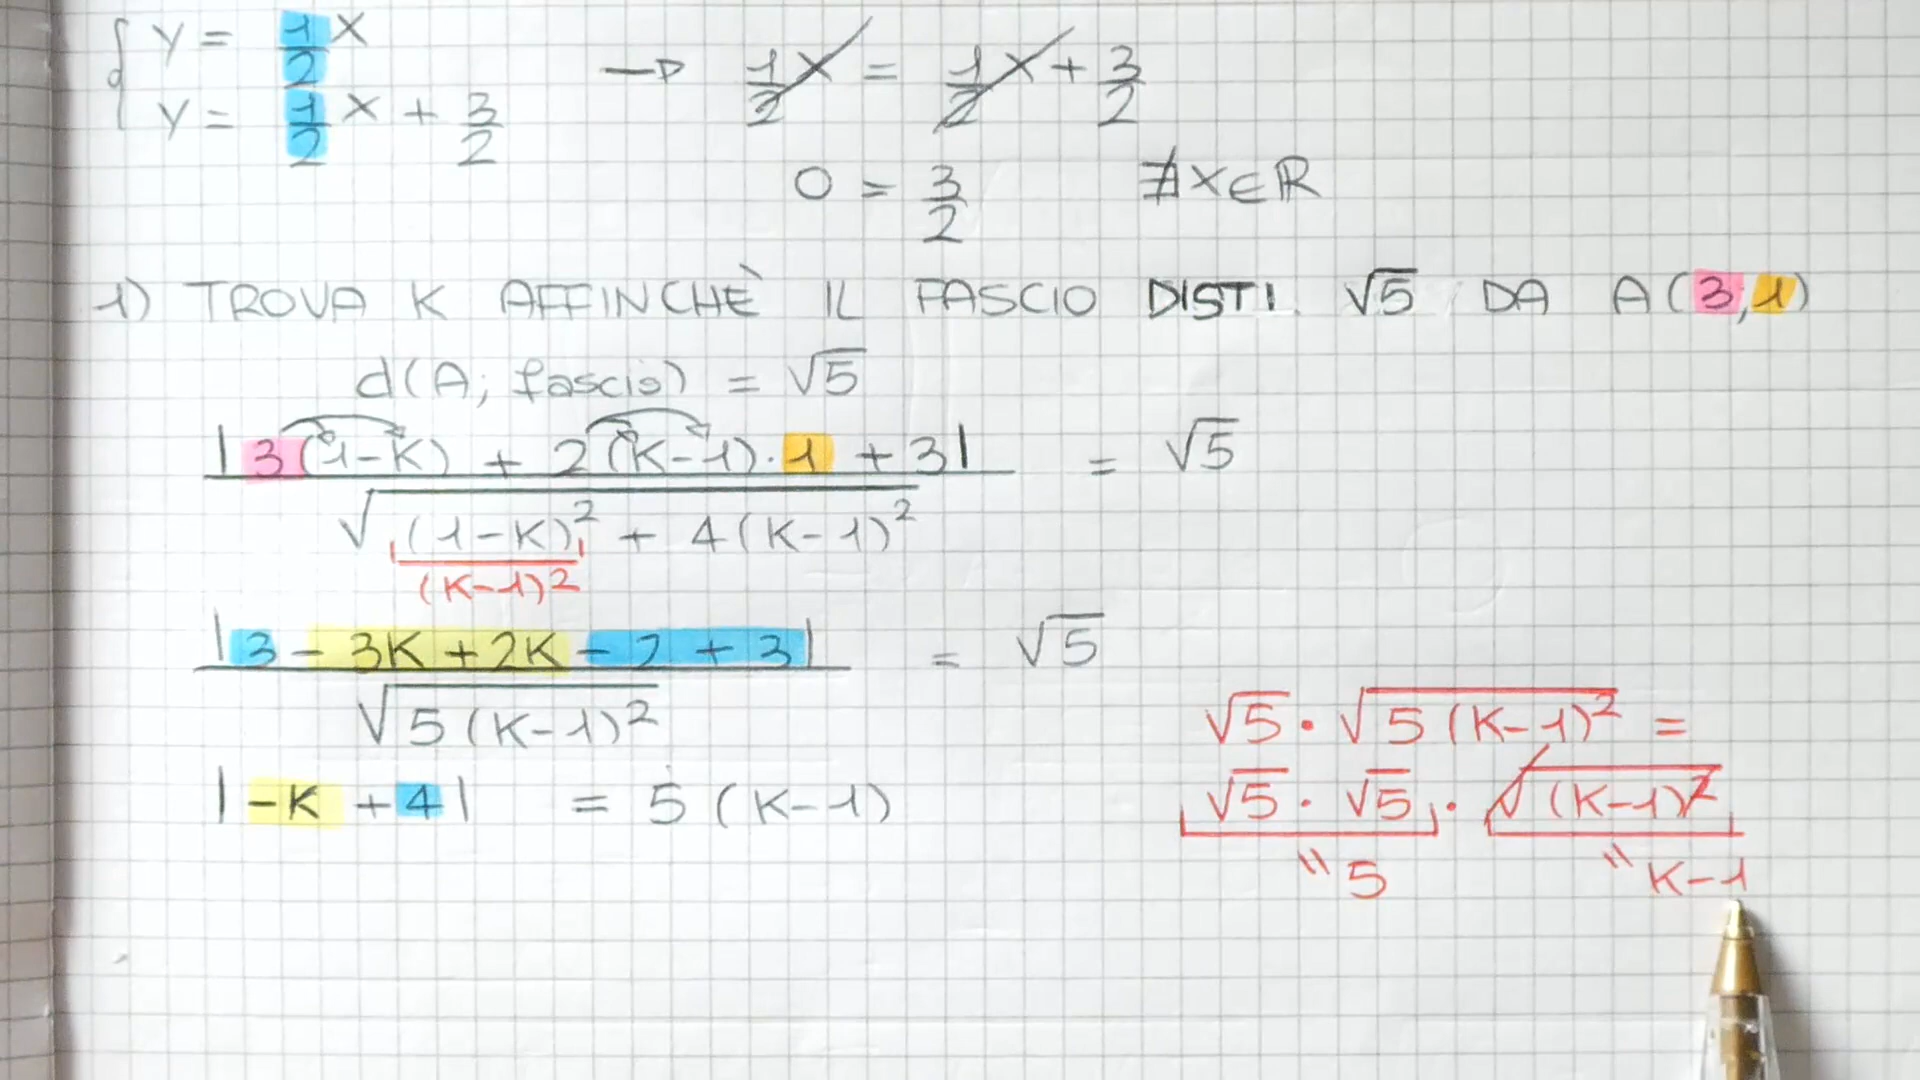 { y = 1/2 x
y = 1/2 x + 3/2
→ 1/2 x = 1/2 x + 3/2
0 = 3/2 ∄x∈ℝ
1) TROVA K AFFINCHÈ IL FASCIO DISTI √5 DA A(3,1)
d(A; fascio) = √5
|3(1-K) + 2(K-1)·1 + 3| / √((1-K)² + 4(K-1)²) = √5
(K-1)²
|3 - 3K + 2K - 2 + 3| / √(5(K-1)²) = √5
|-K + 4| = 5(K-1)
√5 · √(5(K-1)²) =
√5 · √5 · √((K-1)²)
" 5 " K-1